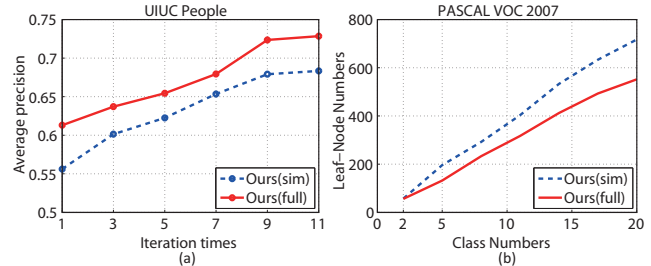 UIUC People
0.75
0.7
0.65
0.6
0.55
0.5
Average precision
1 3 5 7 9 11
Iteration times
(a)
Ours(sim)
Ours(full)
PASCAL VOC 2007
800
600
400
200
0
Leaf-Node Numbers
0 2 5 10 15 20
Class Numbers
(b)
Ours(sim)
Ours(full)